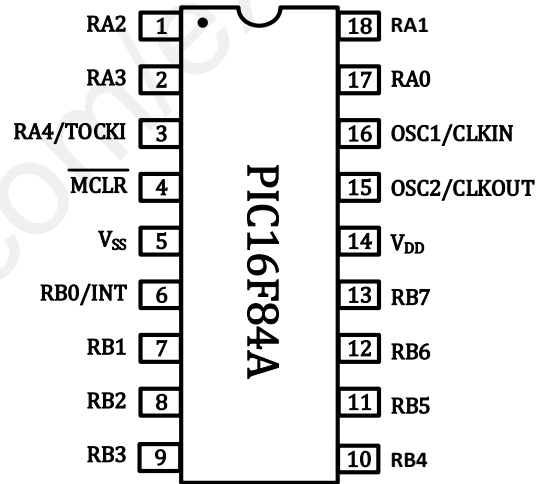 RA2 1 18 RA1
RA3 2 17 RA0
RA4/TOCKI 3 16 OSC1/CLKIN
MCLR 4 15 OSC2/CLKOUT
VSS 5 14 VDD
RB0/INT 6 13 RB7
RB1 7 12 RB6
RB2 8 11 RB5
RB3 9 10 RB4
PIC16F84A
com/e